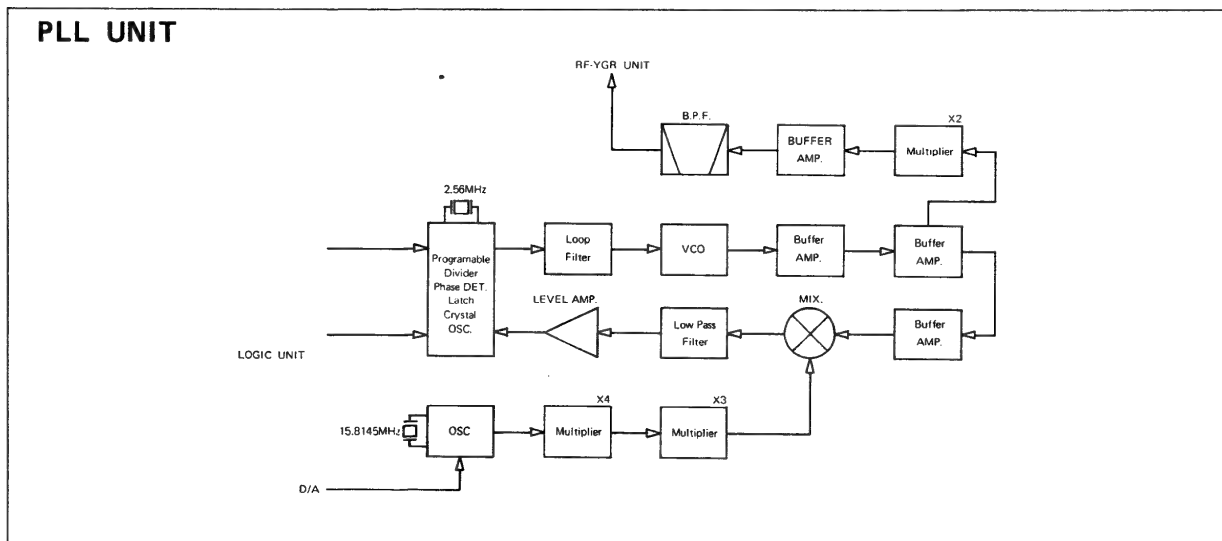 PLL UNIT
RF-YGR UNIT
B.P.F.
BUFFER
AMP.
X2
Multiplier
2.56MHz
Programable
Divider
Phase DET.
Latch
Crystal
OSC.
Loop
Filter
VCO
Buffer
AMP.
Buffer
AMP.
LEVEL AMP.
Low Pass
Filter
MIX.
Buffer
AMP.
LOGIC UNIT
15.8145MHz
OSC
X4
Multiplier
X3
Multiplier
D/A